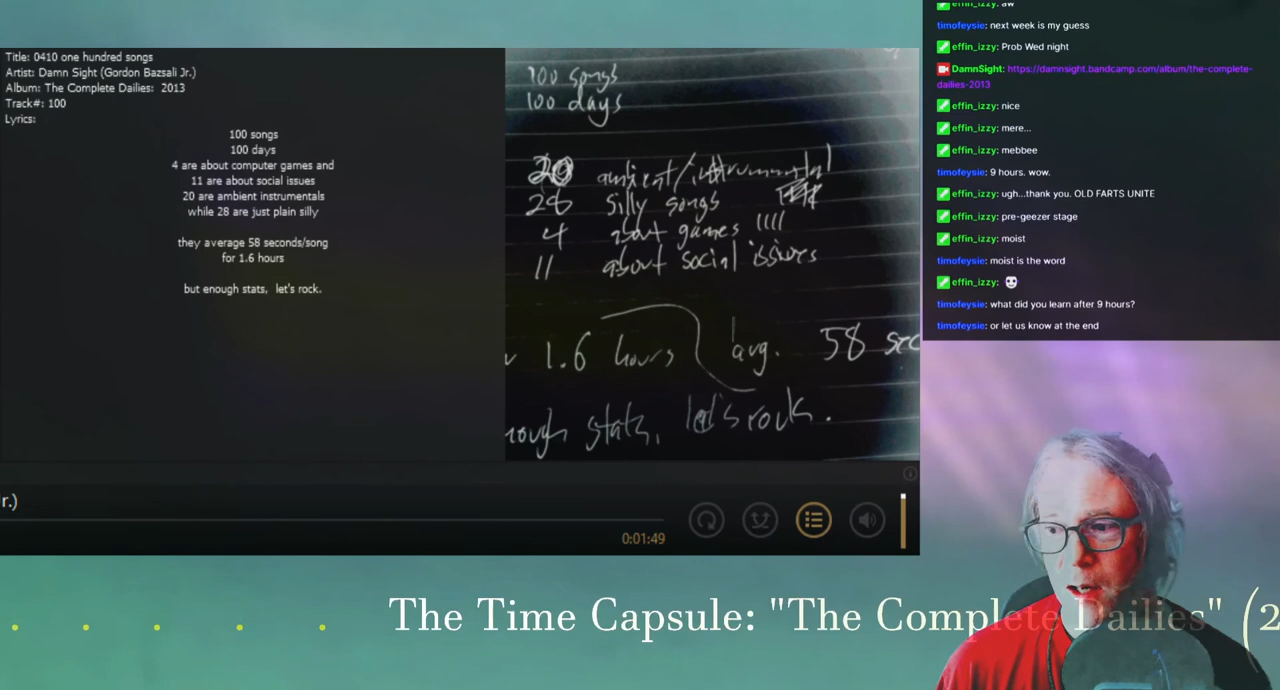 Title: 0410 one hundred songs
Artist: Damn Sight (Gordon Bazsali Jr.)
Album: The Complete Dailies: 2013
Track#: 100
Lyrics:
100 songs
100 days
4 are about computer games and
11 are about social issues
20 are ambient instrumentals
while 28 are just plain silly
they average 58 seconds/song
for 1.6 hours
but enough stats, let's rock.
100 songs
100 days
20 ambient/instrumental
28 silly songs
4 about games ||||
11 about social issues
1.6 hours avg. 58 sec
ough stats, let's rock.
r.)
0:01:49
effin_izzy: aw
timofeysie: next week is my guess
effin_izzy: Prob Wed night
DamnSight: https://damnsight.bandcamp.com/album/the-complete-
dailies-2013
effin_izzy: nice
effin_izzy: mere...
effin_izzy: mebbee
timofeysie: 9 hours. wow.
effin_izzy: ugh...thank you. OLD FARTS UNITE
effin_izzy: pre-geezer stage
effin_izzy: moist
timofeysie: moist is the word
effin_izzy:
timofeysie: what did you learn after 9 hours?
timofeysie: or let us know at the end
The Time Capsule: "The Complete Dailies" (2